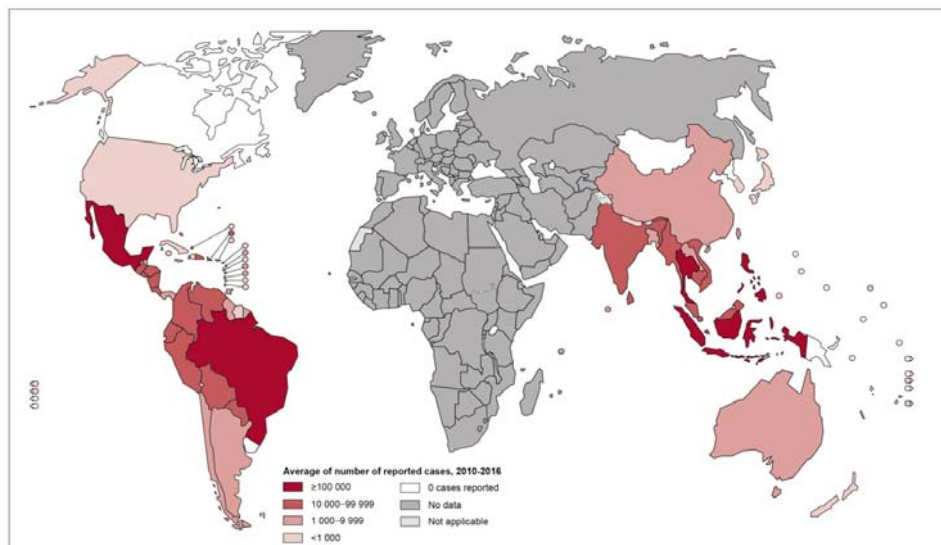 Average of number of reported cases, 2010-2016
≥100 000
10 000–99 999
1 000–9 999
<1 000
0 cases reported
No data
Not applicable